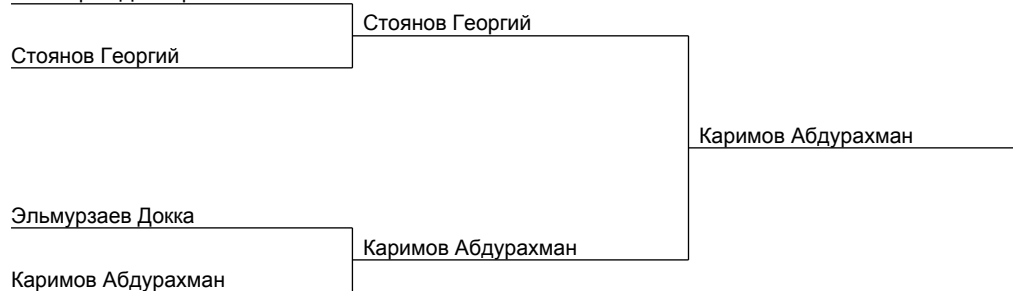 Стоянов Георгий
Стоянов Георгий
Каримов Абдурахман
Эльмурзаев Докка
Каримов Абдурахман
Каримов Абдурахман